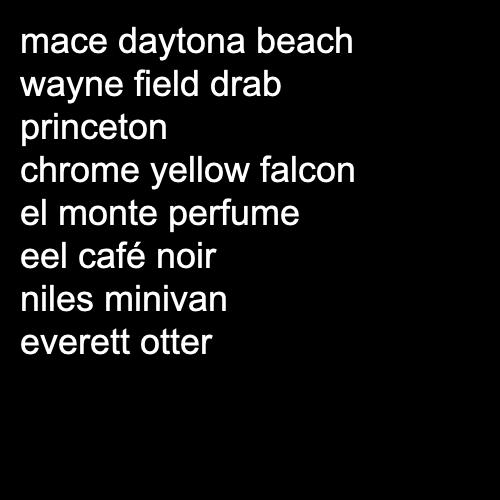 mace daytona beach
wayne field drab
princeton
chrome yellow falcon
el monte perfume
eel café noir
niles minivan
everett otter